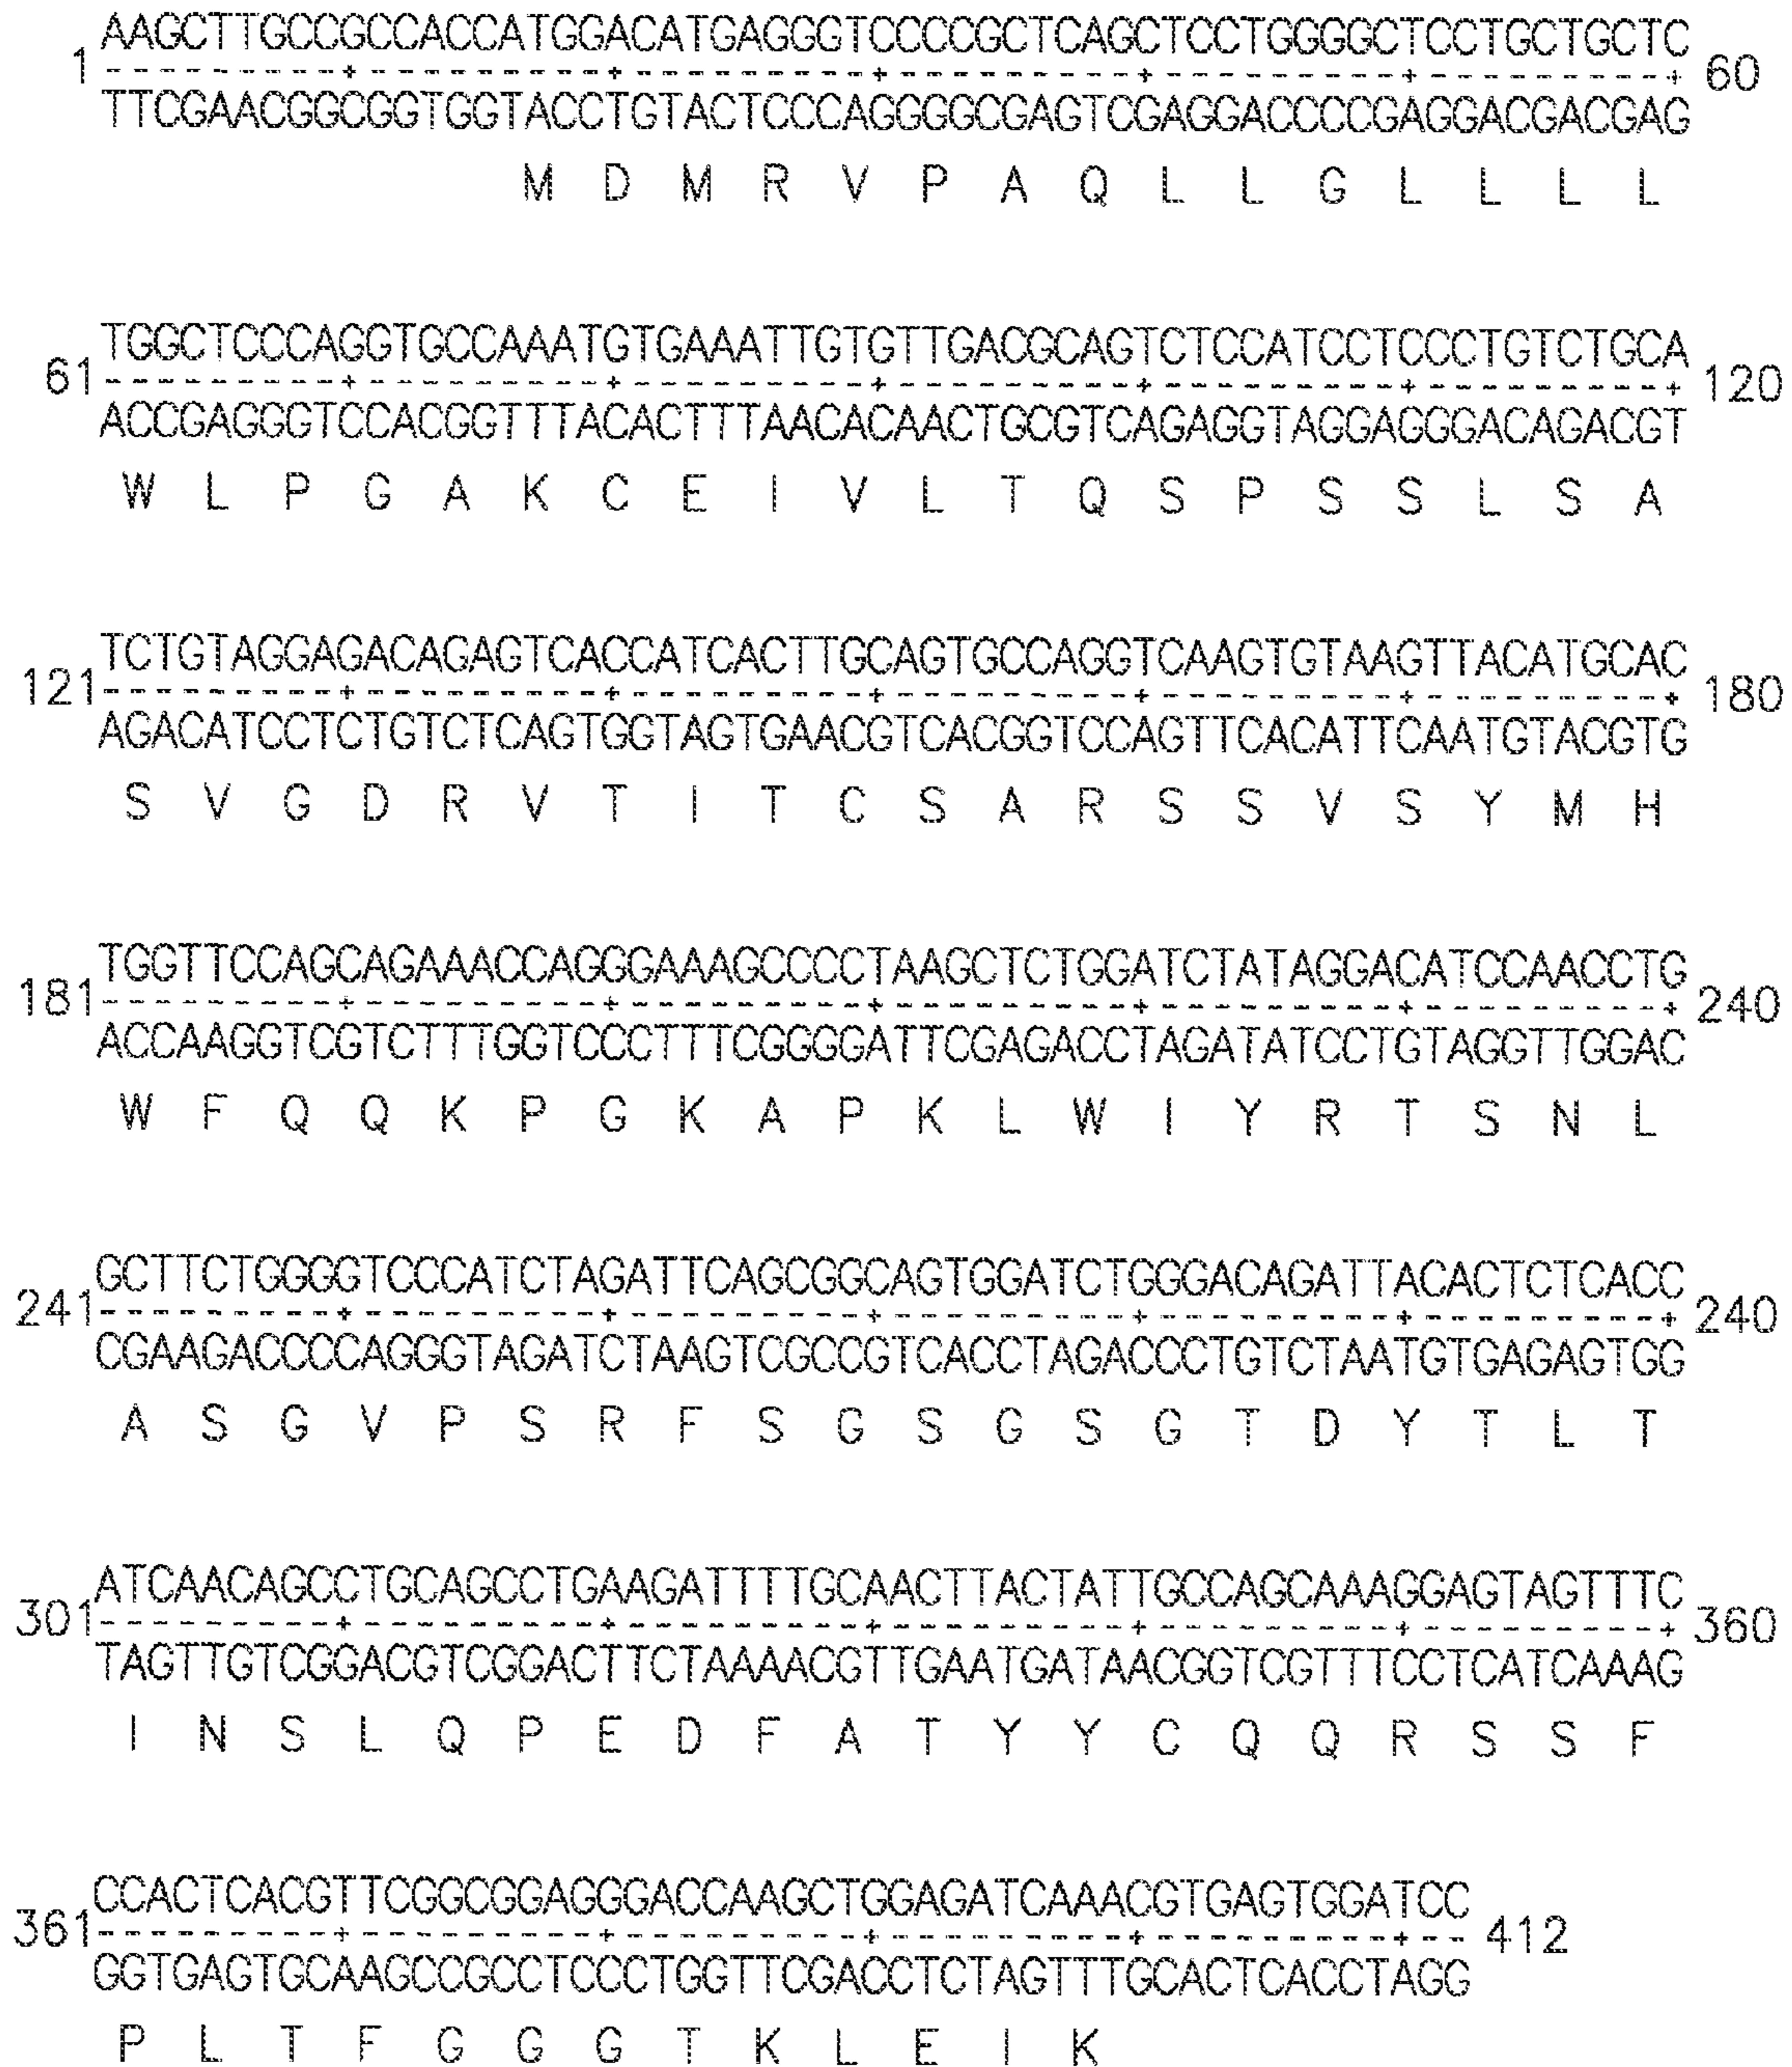 AAGCTTGCCGCCACCATGGACATGAGGGTCCCCGCTCAGCTCCTGGGGCTCCTGCTGCTC
1 ---------+---------+---------+---------+---------+---------+ 60
TTCGAACGGCGGTGGTACCTGTACTCCCAGGGGCGAGTCGAGGACCCCGAGGACGACGAG
M D M R V P A Q L L G L L L L
TGGCTCCCAGGTGCCAAATGTGAAATTGTGTTGACGCAGTCTCCATCCTCCCTGTCTGCA
61 ---------+---------+---------+---------+---------+---------+ 120
ACCGAGGGTCCACGGTTTACACTTTAACACAACTGCGTCAGAGGTAGGAGGGACAGACGT
W L P G A K C E I V L T Q S P S S L S A
TCTGTAGGAGACAGAGTCACCATCACTTGCAGTGCCAGGTCAAGTGTAAGTTACATGCAC
121 ---------+---------+---------+---------+---------+---------+ 180
AGACATCCTCTGTCTCAGTGGTAGTGAACGTCACGGTCCAGTTCACATTCAATGTACGTG
S V G D R V T I T C S A R S S V S Y M H
TGGTTCCAGCAGAAACCAGGGAAAGCCCCTAAGCTCTGGATCTATAGGACATCCAACCTG
181 ---------+---------+---------+---------+---------+---------+ 240
ACCAAGGTCGTCTTTGGTCCCTTTCGGGGATTCGAGACCTAGATATCCTGTAGGTTGGAC
W F Q Q K P G K A P K L W I Y R T S N L
GCTTCTGGGGTCCCATCTAGATTCAGCGGCAGTGGATCTGGGACAGATTACACTCTCACC
241 ---------+---------+---------+---------+---------+---------+ 240
CGAAGACCCCAGGGTAGATCTAAGTCGCCGTCACCTAGACCCTGTCTAATGTGAGAGTGG
A S G V P S R F S G S G S G T D Y T L T
ATCAACAGCCTGCAGCCTGAAGATTTTGCAACTTACTATTGCCAGCAAAGGAGTAGTTTC
301 ---------+---------+---------+---------+---------+---------+ 360
TAGTTGTCGGACGTCGGACTTCTAAAACGTTGAATGATAACGGTCGTTTCCTCATCAAAG
I N S L Q P E D F A T Y Y C Q Q R S S F
CCACTCACGTTCGGCGGAGGGACCAAGCTGGAGATCAAACGTGAGTGGATCC
361 ---------+---------+---------+---------+---------+-- 412
GGTGAGTGCAAGCCGCCTCCCTGGTTCGACCTCTAGTTTGCACTCACCTAGG
P L T F G G G T K L E I K